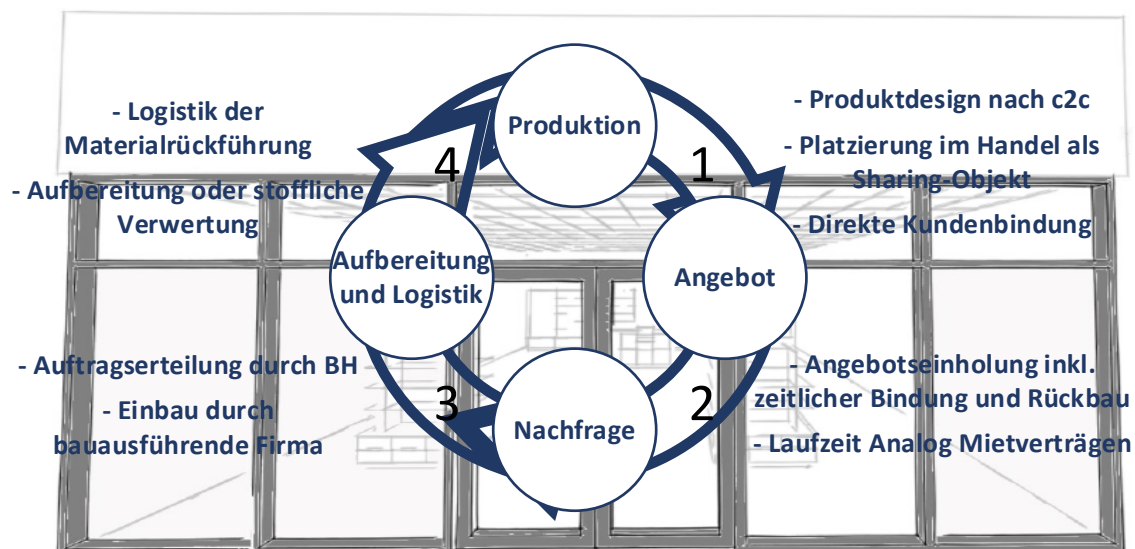 Produktion
1
- Produktdesign nach c2c
- Platzierung im Handel als
Sharing-Objekt
- Direkte Kundenbindung
Angebot
2
- Angebotseinholung inkl.
zeitlicher Bindung und Rückbau
- Laufzeit Analog Mietverträgen
Nachfrage
3
- Auftragserteilung durch BH
- Einbau durch
bauausführende Firma
Aufbereitung
und Logistik
4
- Logistik der
Materialrückführung
- Aufbereitung oder stoffliche
Verwertung